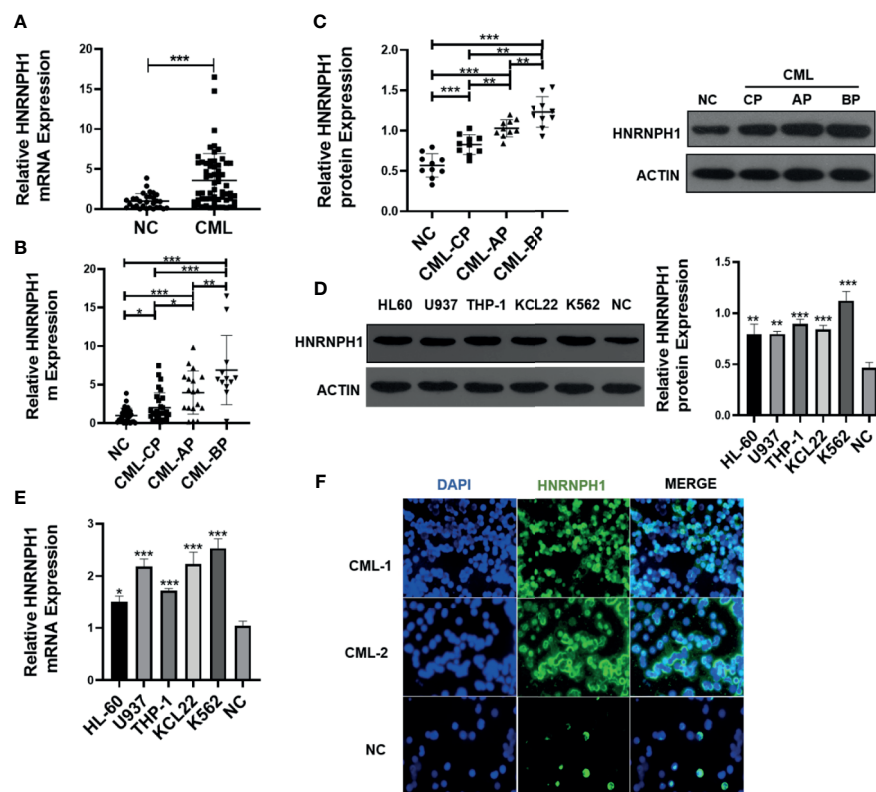 A
Relative HNRNPH1
mRNA Expression
20
15
10
5
0
***
NC
CML
B
Relative HNRNPH1
m Expression
20
15
10
5
0
***
***
**
***
*
*
NC
CML-CP
CML-AP
CML-BP
C
Relative HNRNPH1
protein Expression
2.0
1.5
1.0
0.5
0.0
***
**
**
***
**
***
NC
CML-CP
CML-AP
CML-BP
CML
NC CP AP BP
HNRNPH1
ACTIN
D
HL60 U937 THP-1 KCL22 K562 NC
HNRNPH1
ACTIN
Relative HNRNPH1
protein Expression
1.5
1.0
0.5
0.0
** ** *** *** ***
HL-60
U937
THP-1
KCL22
K562
NC
E
Relative HNRNPH1
mRNA Expression
3
2
1
0
* *** *** *** ***
HL-60
U937
THP-1
KCL22
K562
NC
F
DAPI HNRNPH1 MERGE
CML-1
CML-2
NC